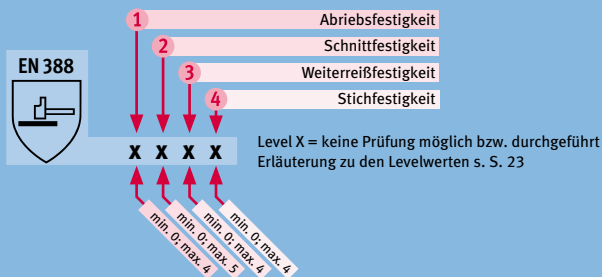 1 Abriebsfestigkeit
2 Schnittfestigkeit
3 Weiterreißfestigkeit
4 Stichfestigkeit
EN 388
X X X X
Level X = keine Prüfung möglich bzw. durchgeführt
Erläuterung zu den Levelwerten s. S. 23
min. 0; max. 4
min. 0; max. 5
min. 0; max. 4
min. 0; max. 4